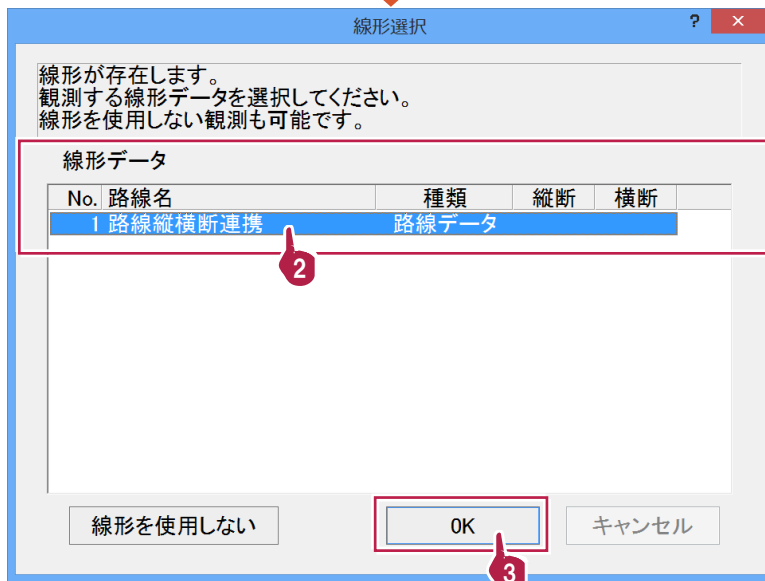 線形選択
? ×
線形が存在します。
観測する線形データを選択してください。
線形を使用しない観測も可能です。
線形データ
No. 路線名 種類 縦断 横断
1 路線縦横断連携 路線データ
2
線形を使用しない OK キャンセル
3